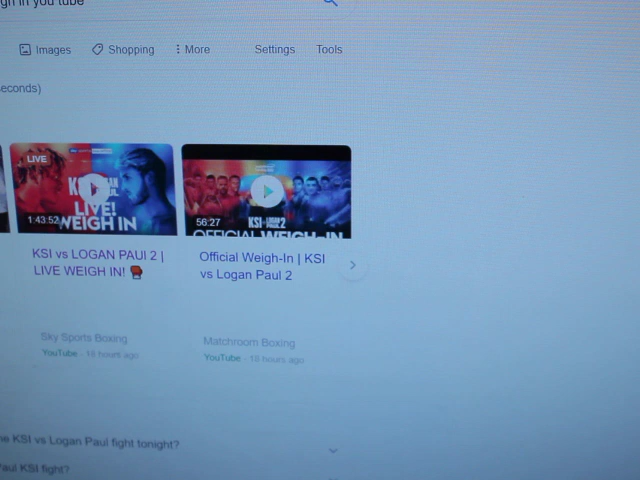 gh in you tube
Images Shopping More Settings Tools
econds)
LIVE
KSI
LIVE!
WEIGH IN
1:43:52
56:27
KSI LOGAN PAUL 2
OFFICIAL WEIGH-IN
KSI vs LOGAN PAUl 2 |
LIVE WEIGH IN! 🥊
Official Weigh-In | KSI
vs Logan Paul 2
Sky Sports Boxing
YouTube · 18 hours ago
Matchroom Boxing
YouTube · 18 hours ago
e KSI vs Logan Paul fight tonight?
aul KSI fight?